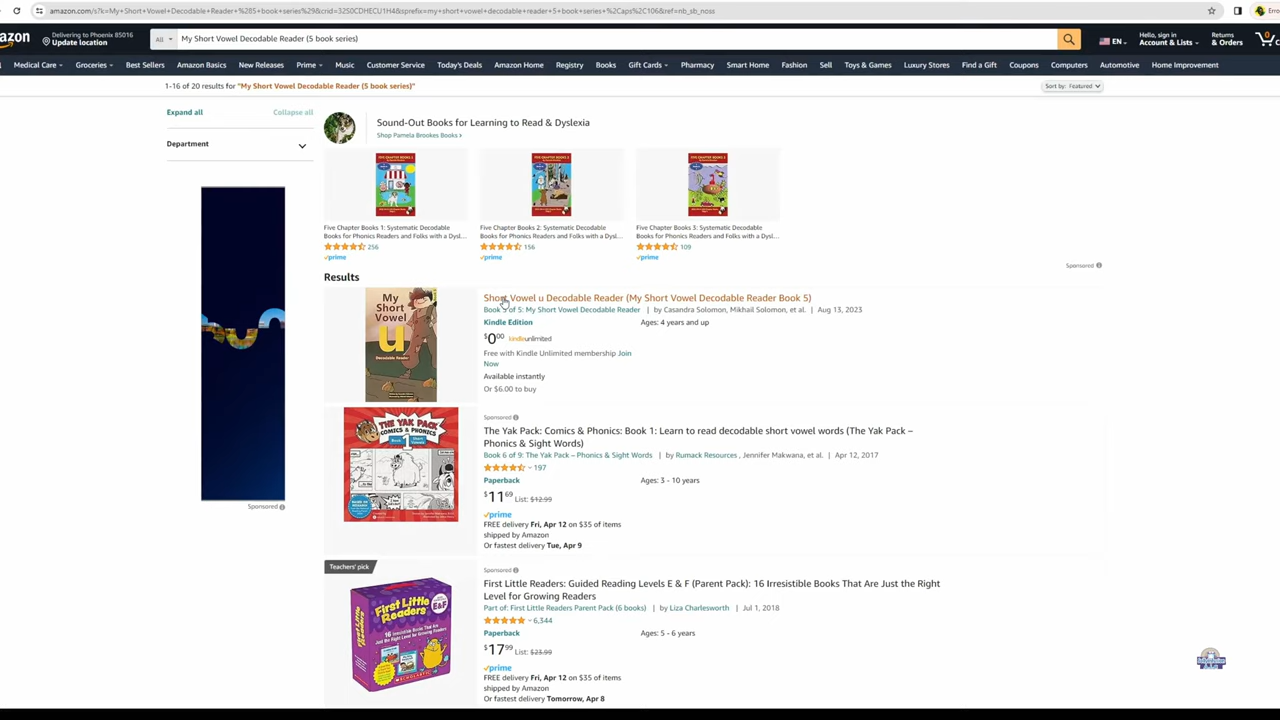 amazon.com/s?k=My+Short+Vowel+Decodable+Reader+%285+book+series%29&crid=32S0CDHECU1H4&sprefix=my+short+vowel+decodable+reader+5+book+series+%2Caps%2C106&ref=nb_sb_noss
azon
Delivering to Phoenix 85016
Update location
All
My Short Vowel Decodable Reader (5 book series)
EN
Hello, sign in
Account & Lists
Returns
& Orders
0
Medical Care
Groceries
Best Sellers
Amazon Basics
New Releases
Prime
Music
Customer Service
Today's Deals
Amazon Home
Registry
Books
Gift Cards
Pharmacy
Smart Home
Fashion
Sell
Toys & Games
Luxury Stores
Find a Gift
Coupons
Computers
Automotive
Home Improvement
1-16 of 20 results for "My Short Vowel Decodable Reader (5 book series)"
Sort by: Featured
Expand all
Collapse all
Department
Sponsored
Sound-Out Books for Learning to Read & Dyslexia
Shop Pamela Brookes Books ›
Five Chapter Books 1: Systematic Decodable
Books for Phonics Readers and Folks with a Dysl...
256
prime
Five Chapter Books 2: Systematic Decodable
Books for Phonics Readers and Folks with a Dysl...
156
prime
Five Chapter Books 3: Systematic Decodable
Books for Phonics Readers and Folks with a Dysl...
109
prime
Sponsored
Results
My
Short
Vowel
u
Decodable Reader
Short Vowel u Decodable Reader (My Short Vowel Decodable Reader Book 5)
Book 5 of 5: My Short Vowel Decodable Reader | by Casandra Solomon, Mikhail Solomon, et al. | Aug 13, 2023
Kindle Edition
Ages: 4 years and up
$0.00 kindleunlimited
Free with Kindle Unlimited membership Join
Now
Available instantly
Or $6.00 to buy
THE YAK PACK
COMICS & PHONICS
Book 1
Short Vowels
Sponsored
The Yak Pack: Comics & Phonics: Book 1: Learn to read decodable short vowel words (The Yak Pack –
Phonics & Sight Words)
Book 6 of 9: The Yak Pack – Phonics & Sight Words | by Rumack Resources , Jennifer Makwana, et al. | Apr 12, 2017
197
Paperback
Ages: 3 - 10 years
$11 69 List: $12.99
prime
FREE delivery Fri, Apr 12 on $35 of items
shipped by Amazon
Or fastest delivery Tue, Apr 9
Teachers' pick
First Little
Readers
E & F
SCHOLASTIC
Sponsored
First Little Readers: Guided Reading Levels E & F (Parent Pack): 16 Irresistible Books That Are Just the Right
Level for Growing Readers
Part of: First Little Readers Parent Pack (6 books) | by Liza Charlesworth | Jul 1, 2018
6,344
Paperback
Ages: 5 - 6 years
$17 99 List: $23.99
prime
FREE delivery Fri, Apr 12 on $35 of items
shipped by Amazon
Or fastest delivery Tomorrow, Apr 8